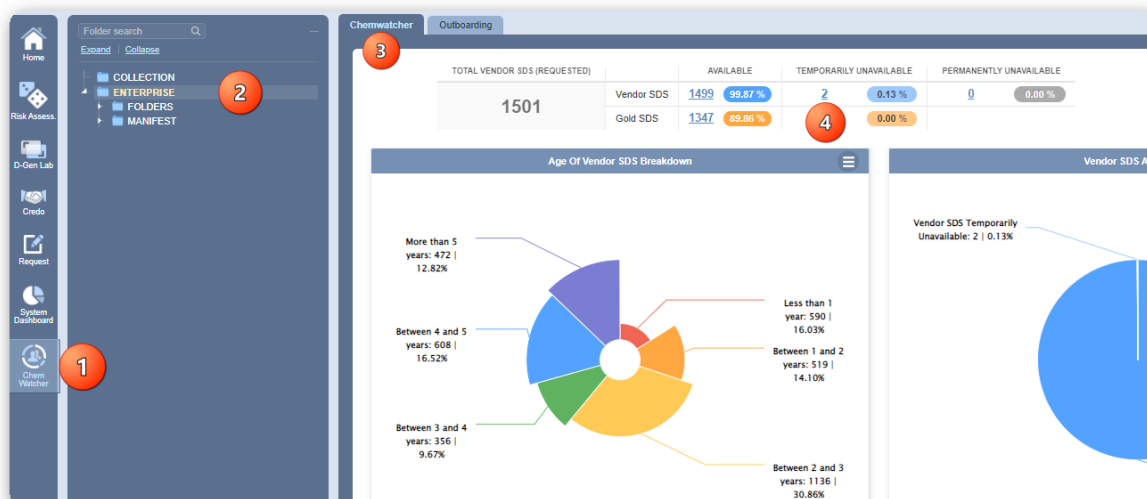 Home
Risk Assess.
D-Gen Lab
Credo
Request
System
Dashboard
Chem
Watcher
1
Folder search
Expand | Collapse
COLLECTION
ENTERPRISE
2
FOLDERS
MANIFEST
Chemwatcher
Outboarding
3
TOTAL VENDOR SDS (REQUESTED)
AVAILABLE
TEMPORARILY UNAVAILABLE
PERMANENTLY UNAVAILABLE
1501
Vendor SDS 1499 99.87 % 2 0.13 % 0 0.00 %
Gold SDS 1347 89.86 % 4 0.00 %
Age Of Vendor SDS Breakdown
More than 5
years: 472 |
12.82%
Less than 1
year: 590 |
16.03%
Between 4 and 5
years: 608 |
16.52%
Between 1 and 2
years: 519 |
14.10%
Between 3 and 4
years: 356 |
9.67%
Between 2 and 3
years: 1136 |
30.86%
Vendor SDS A
Vendor SDS Temporarily
Unavailable: 2 | 0.13%